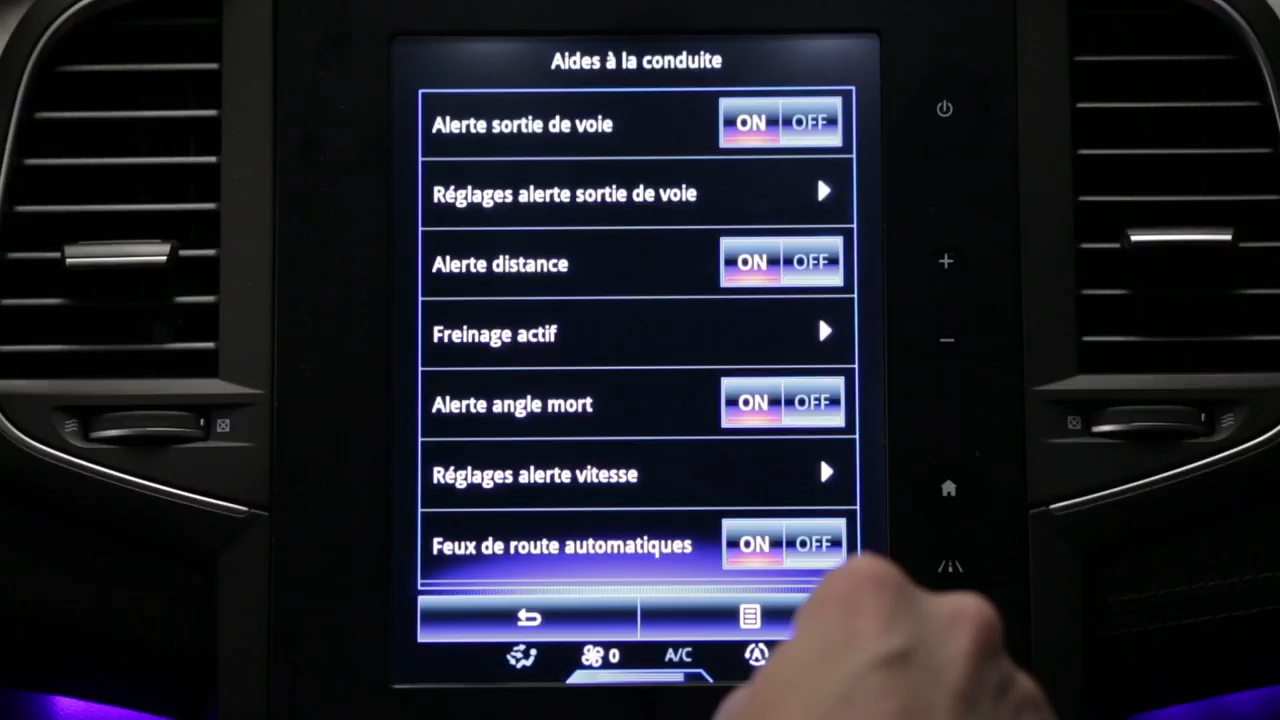 Aides à la conduite
Alerte sortie de voie ON OFF
Réglages alerte sortie de voie
Alerte distance ON OFF
Freinage actif
Alerte angle mort ON OFF
Réglages alerte vitesse
Feux de route automatiques ON OFF
0 A/C